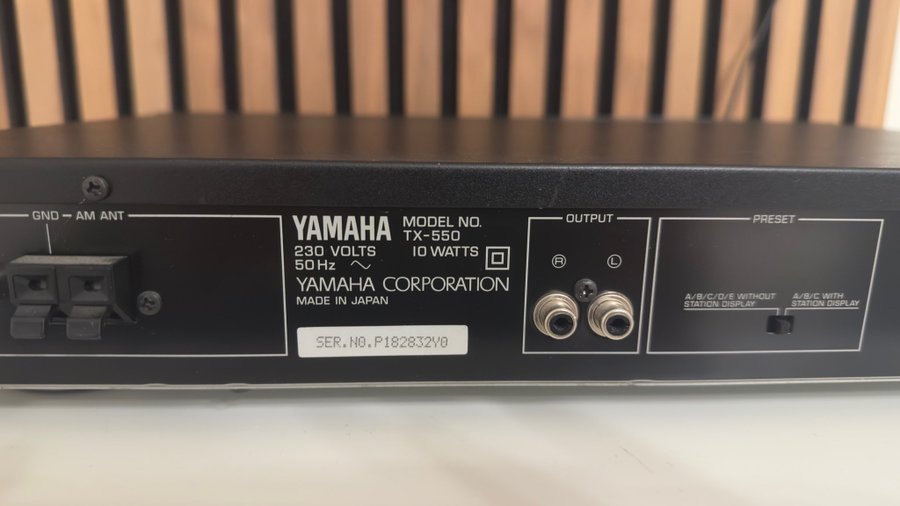 GND AM ANT
YAMAHA MODEL NO.
TX-550
230 VOLTS 10 WATTS
50Hz
YAMAHA CORPORATION
MADE IN JAPAN
SER.NO.P182832Y0
OUTPUT
R L
PRESET
A/B/C/D/E WITHOUT
STATION DISPLAY
A/B/C WITH
STATION DISPLAY